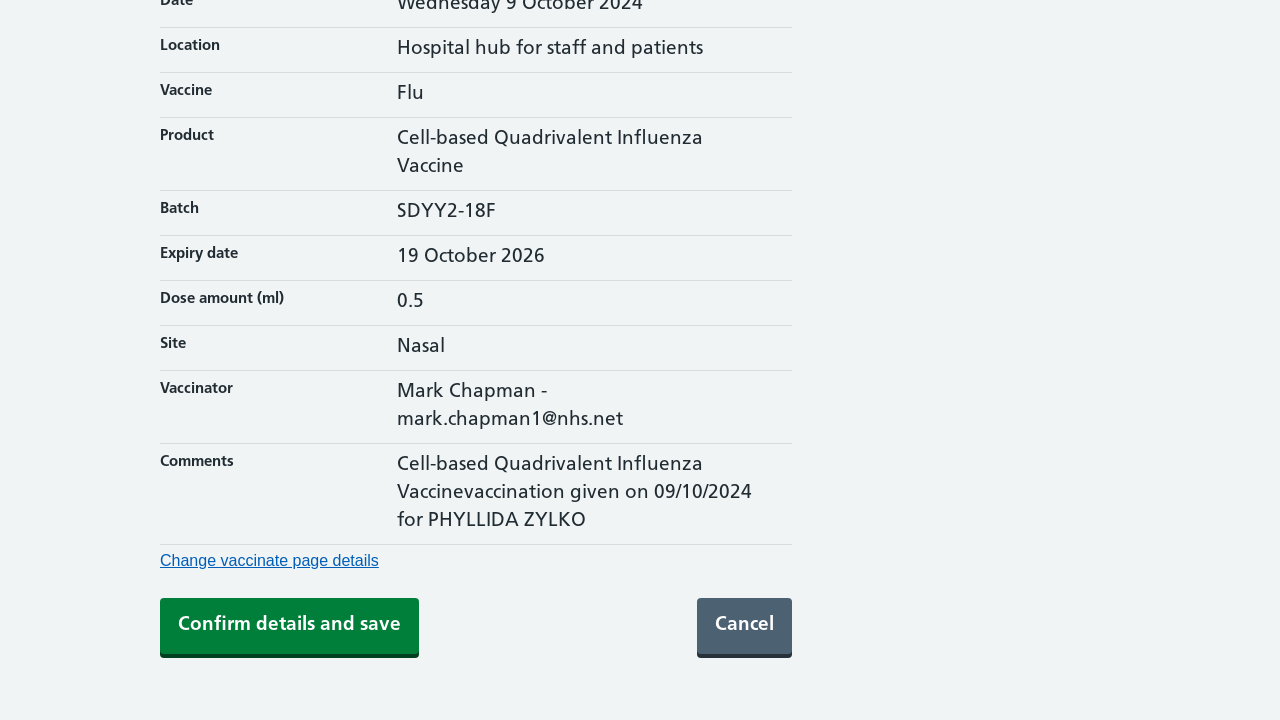 Date
Wednesday 9 October 2024
Location
Hospital hub for staff and patients
Vaccine
Flu
Product
Cell-based Quadrivalent Influenza
Vaccine
Batch
SDYY2-18F
Expiry date
19 October 2026
Dose amount (ml)
0.5
Site
Nasal
Vaccinator
Mark Chapman -
mark.chapman1@nhs.net
Comments
Cell-based Quadrivalent Influenza
Vaccinevaccination given on 09/10/2024
for PHYLLIDA ZYLKO
Change vaccinate page details
Confirm details and save
Cancel